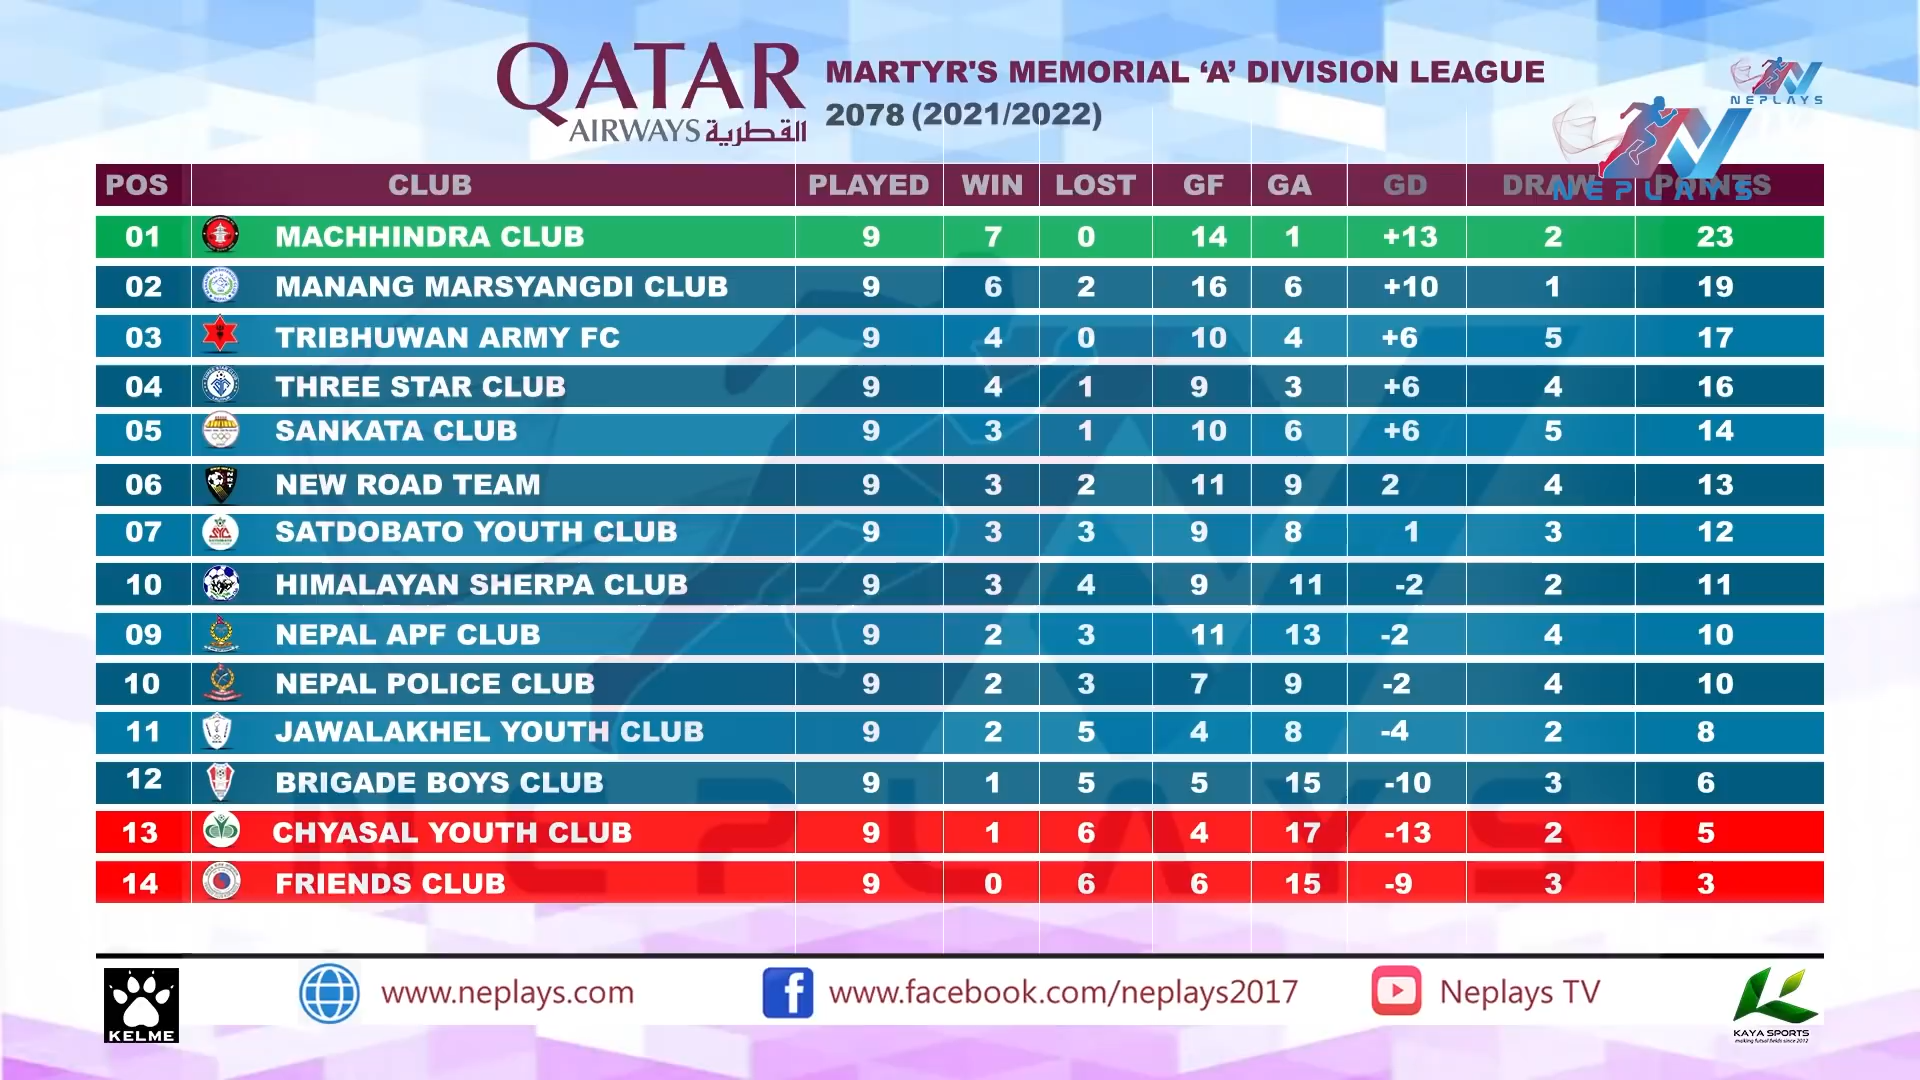 QATAR
AIRWAYS القطرية
MARTYR'S MEMORIAL ‘A’ DIVISION LEAGUE
2078 (2021/2022)
NEPLAYS
NEPLAYS
POS CLUB PLAYED WIN LOST GF GA GD DRAW POINTS
01 MACHHINDRA CLUB 9 7 0 14 1 +13 2 23
02 MANANG MARSYANGDI CLUB 9 6 2 16 6 +10 1 19
03 TRIBHUWAN ARMY FC 9 4 0 10 4 +6 5 17
04 THREE STAR CLUB 9 4 1 9 3 +6 4 16
05 SANKATA CLUB 9 3 1 10 6 +6 5 14
06 NEW ROAD TEAM 9 3 2 11 9 2 4 13
07 SATDOBATO YOUTH CLUB 9 3 3 9 8 1 3 12
10 HIMALAYAN SHERPA CLUB 9 3 4 9 11 -2 2 11
09 NEPAL APF CLUB 9 2 3 11 13 -2 4 10
10 NEPAL POLICE CLUB 9 2 3 7 9 -2 4 10
11 JAWALAKHEL YOUTH CLUB 9 2 5 4 8 -4 2 8
12 BRIGADE BOYS CLUB 9 1 5 5 15 -10 3 6
13 CHYASAL YOUTH CLUB 9 1 6 4 17 -13 2 5
14 FRIENDS CLUB 9 0 6 6 15 -9 3 3
NEPLAYS
KELME
www.neplays.com
www.facebook.com/neplays2017
Neplays TV
KAYA SPORTS
making futsal fields since 2012